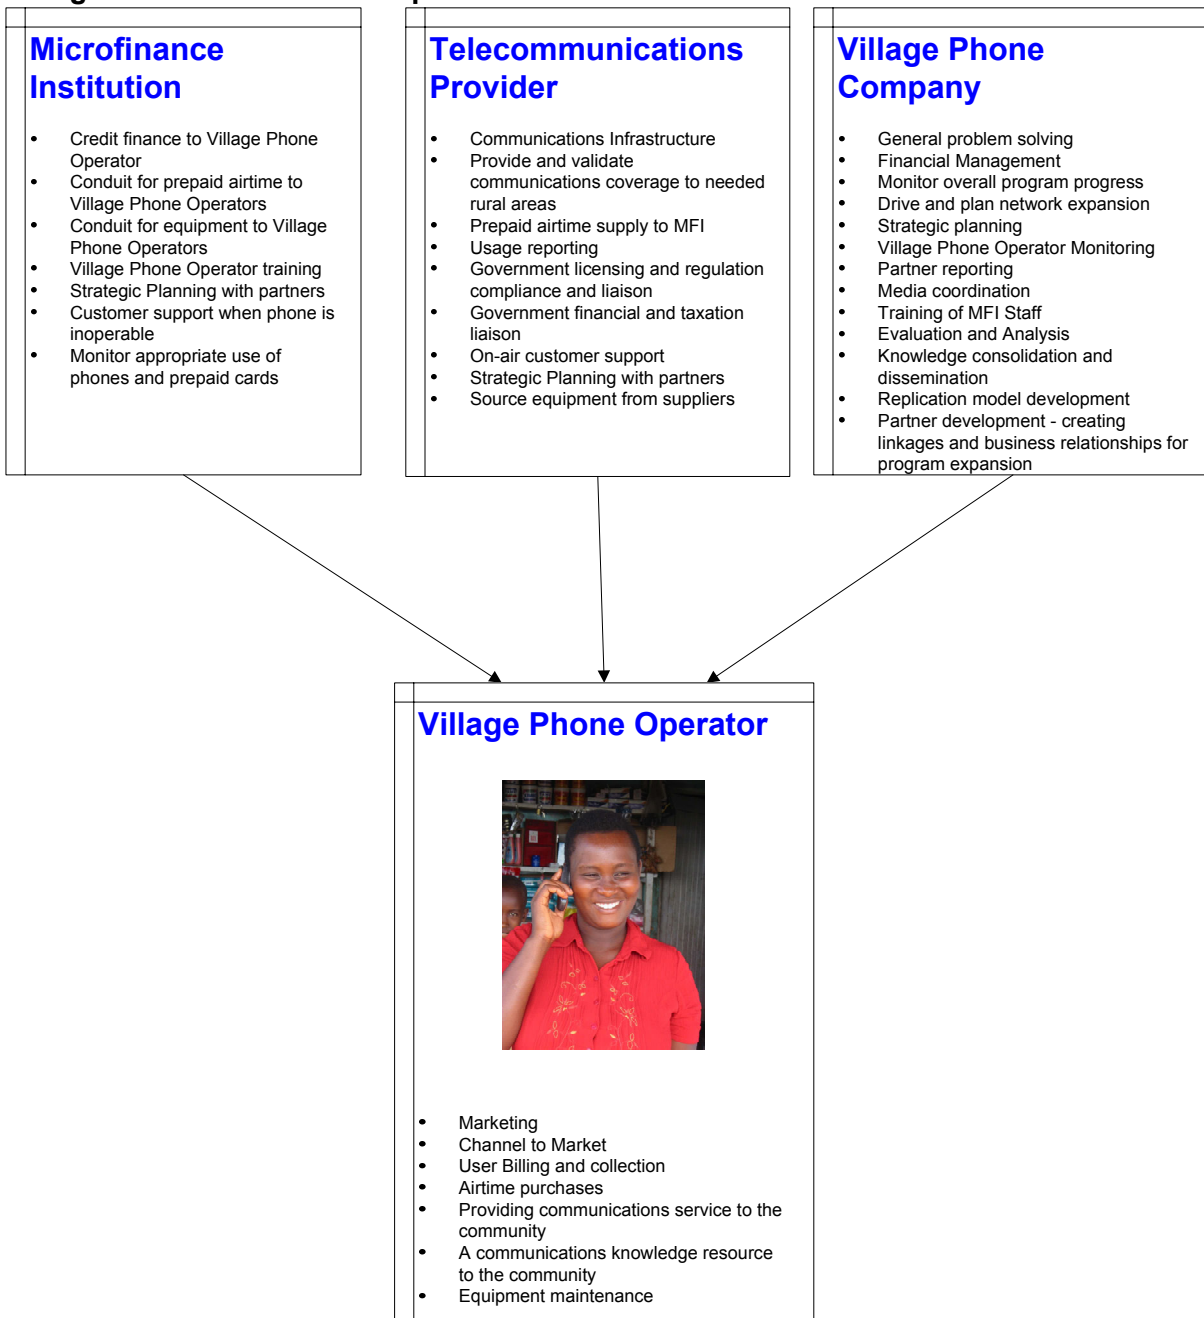 Microfinance
Institution
• Credit finance to Village Phone
Operator
• Conduit for prepaid airtime to
Village Phone Operators
• Conduit for equipment to Village
Phone Operators
• Village Phone Operator training
• Strategic Planning with partners
• Customer support when phone is
inoperable
• Monitor appropriate use of
phones and prepaid cards
Telecommunications
Provider
• Communications Infrastructure
• Provide and validate
communications coverage to needed
rural areas
• Prepaid airtime supply to MFI
• Usage reporting
• Government licensing and regulation
compliance and liaison
• Government financial and taxation
liaison
• On-air customer support
• Strategic Planning with partners
• Source equipment from suppliers
Village Phone
Company
• General problem solving
• Financial Management
• Monitor overall program progress
• Drive and plan network expansion
• Strategic planning
• Village Phone Operator Monitoring
• Partner reporting
• Media coordination
• Training of MFI Staff
• Evaluation and Analysis
• Knowledge consolidation and
dissemination
• Replication model development
• Partner development - creating
linkages and business relationships for
program expansion
Village Phone Operator
• Marketing
• Channel to Market
• User Billing and collection
• Airtime purchases
• Providing communications service to the
community
• A communications knowledge resource
to the community
• Equipment maintenance